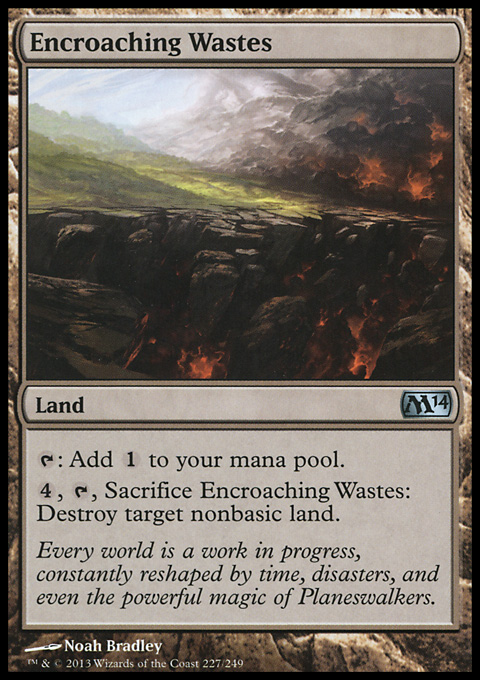 Encroaching Wastes
Land
M14
: Add 1 to your mana pool.
4, , Sacrifice Encroaching Wastes:
Destroy target nonbasic land.
Every world is a work in progress,
constantly reshaped by time, disasters, and
even the powerful magic of Planeswalkers.
Noah Bradley
™ & © 2013 Wizards of the Coast 227/249